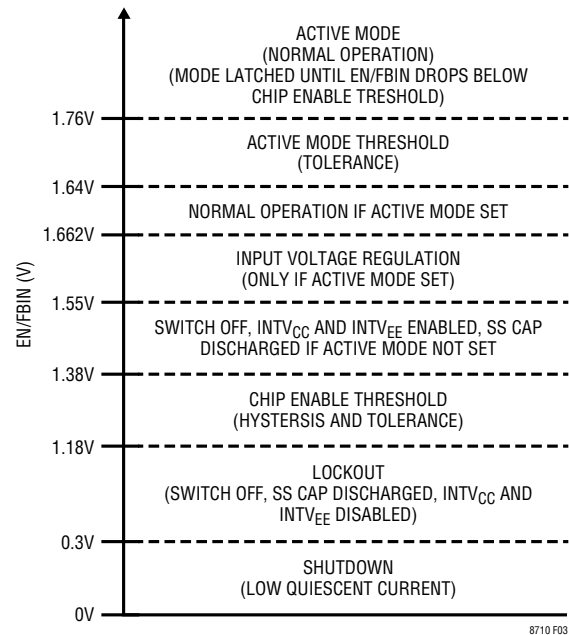 ACTIVE MODE
(NORMAL OPERATION)
(MODE LATCHED UNTIL EN/FBIN DROPS BELOW
CHIP ENABLE TRESHOLD)
1.76V
ACTIVE MODE THRESHOLD
(TOLERANCE)
1.64V
NORMAL OPERATION IF ACTIVE MODE SET
1.662V
EN/FBIN (V)
INPUT VOLTAGE REGULATION
(ONLY IF ACTIVE MODE SET)
1.55V
SWITCH OFF, INTVCC AND INTVEE ENABLED, SS CAP
DISCHARGED IF ACTIVE MODE NOT SET
1.38V
CHIP ENABLE THRESHOLD
(HYSTERSIS AND TOLERANCE)
1.18V
LOCKOUT
(SWITCH OFF, SS CAP DISCHARGED, INTVCC AND
INTVEE DISABLED)
0.3V
SHUTDOWN
(LOW QUIESCENT CURRENT)
0V
8710 F03